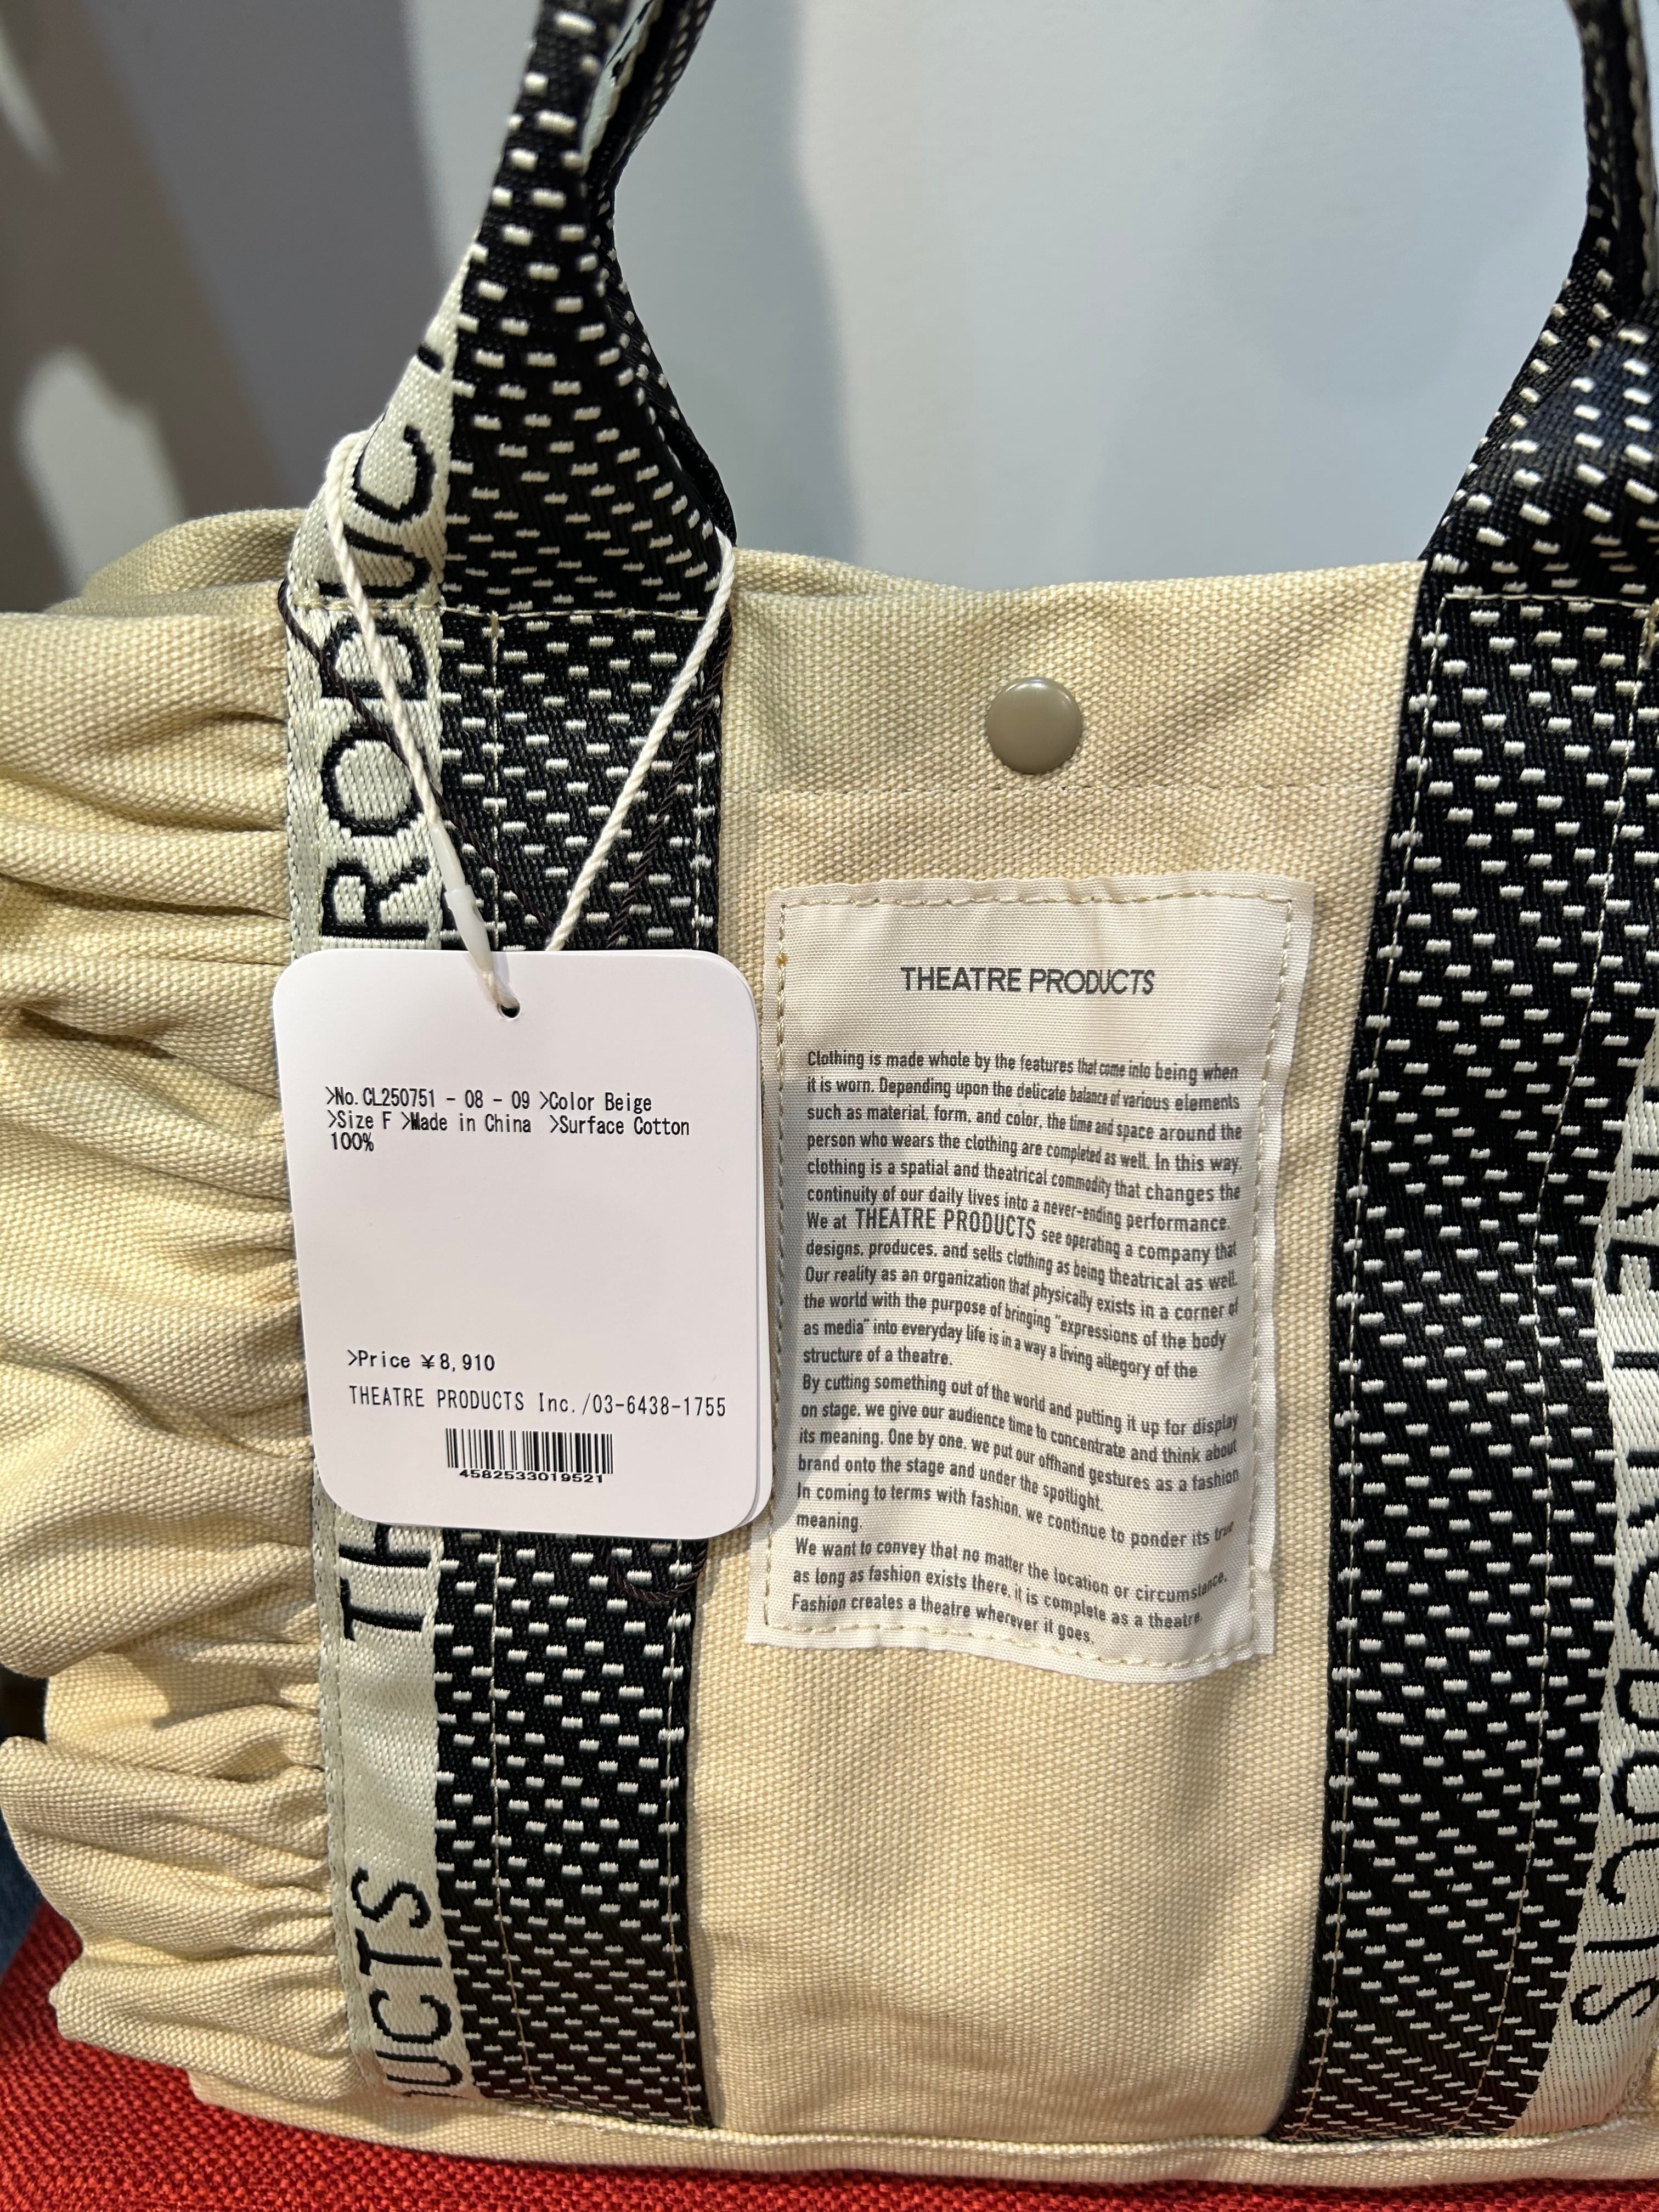 PRODUCT
>No.CL250751 - 08 - 09 >Color Beige
>Size F >Made in China >Surface Cotton
100%
>Price ¥8,910
THEATRE PRODUCTS Inc./03-6438-1755
4582533019521
TH
UCTS
THEATRE PRODUCTS
Clothing is made whole by the features that come into being when
it is worn. Depending upon the delicate balance of various elements
such as material, form, and color, the time and space around the
person who wears the clothing are completed as well. In this way,
clothing is a spatial and theatrical commodity that changes the
continuity of our daily lives into a never-ending performance.
We at THEATRE PRODUCTS see operating a company that
designs, produces, and sells clothing as being theatrical as well.
Our reality as an organization that physically exists in a corner of
the world with the purpose of bringing "expressions of the body
as media" into everyday life is in a way a living allegory of the
structure of a theatre.
By cutting something out of the world and putting it up for display
on stage, we give our audience time to concentrate and think about
its meaning. One by one, we put our offhand gestures as a fashion
brand onto the stage and under the spotlight.
In coming to terms with fashion, we continue to ponder its true
meaning.
We want to convey that no matter the location or circumstance,
as long as fashion exists there, it is complete as a theatre.
Fashion creates a theatre wherever it goes.
PRODUCTS